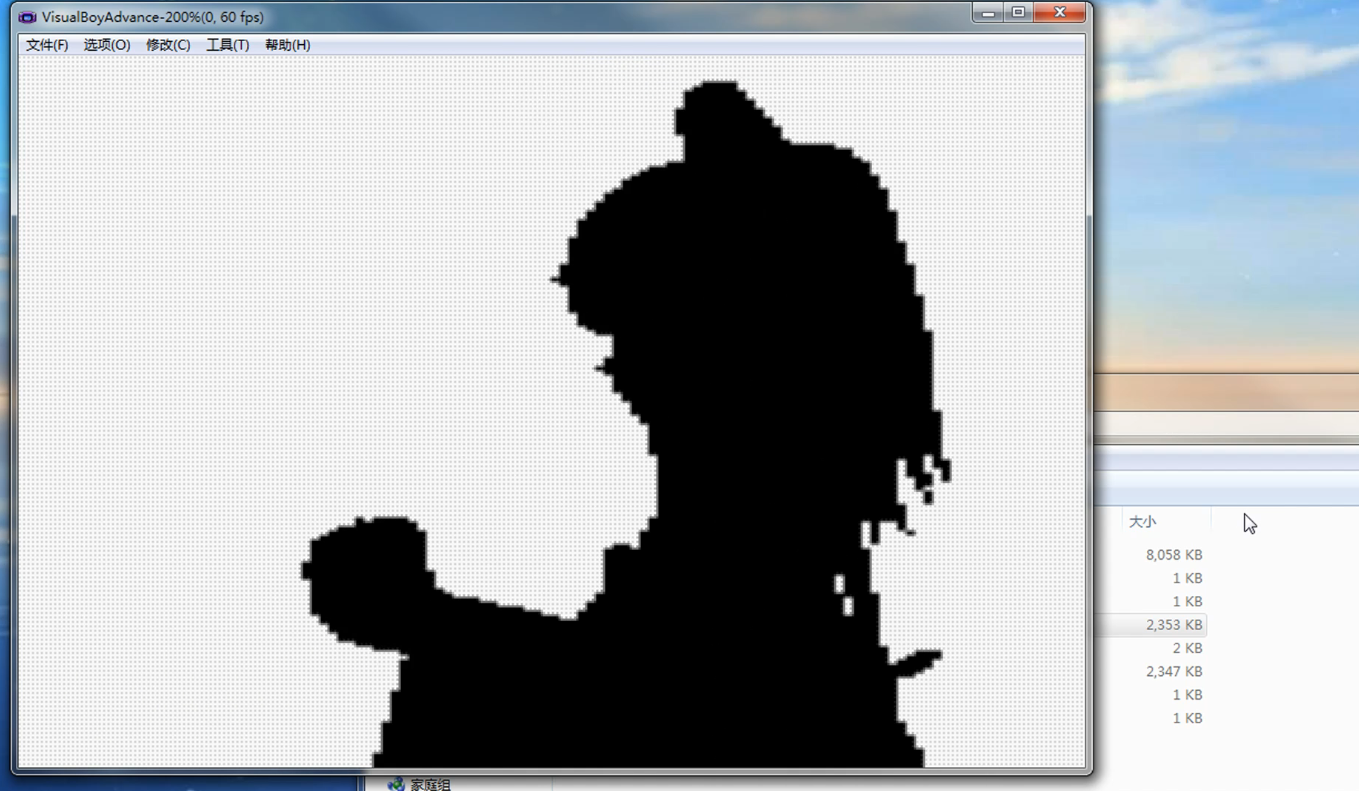 VisualBoyAdvance-200%(0, 60 fps)
文件(F) 选项(O) 修改(C) 工具(T) 帮助(H)
大小
8,058 KB
1 KB
1 KB
2,353 KB
2 KB
2,347 KB
1 KB
1 KB
家庭组